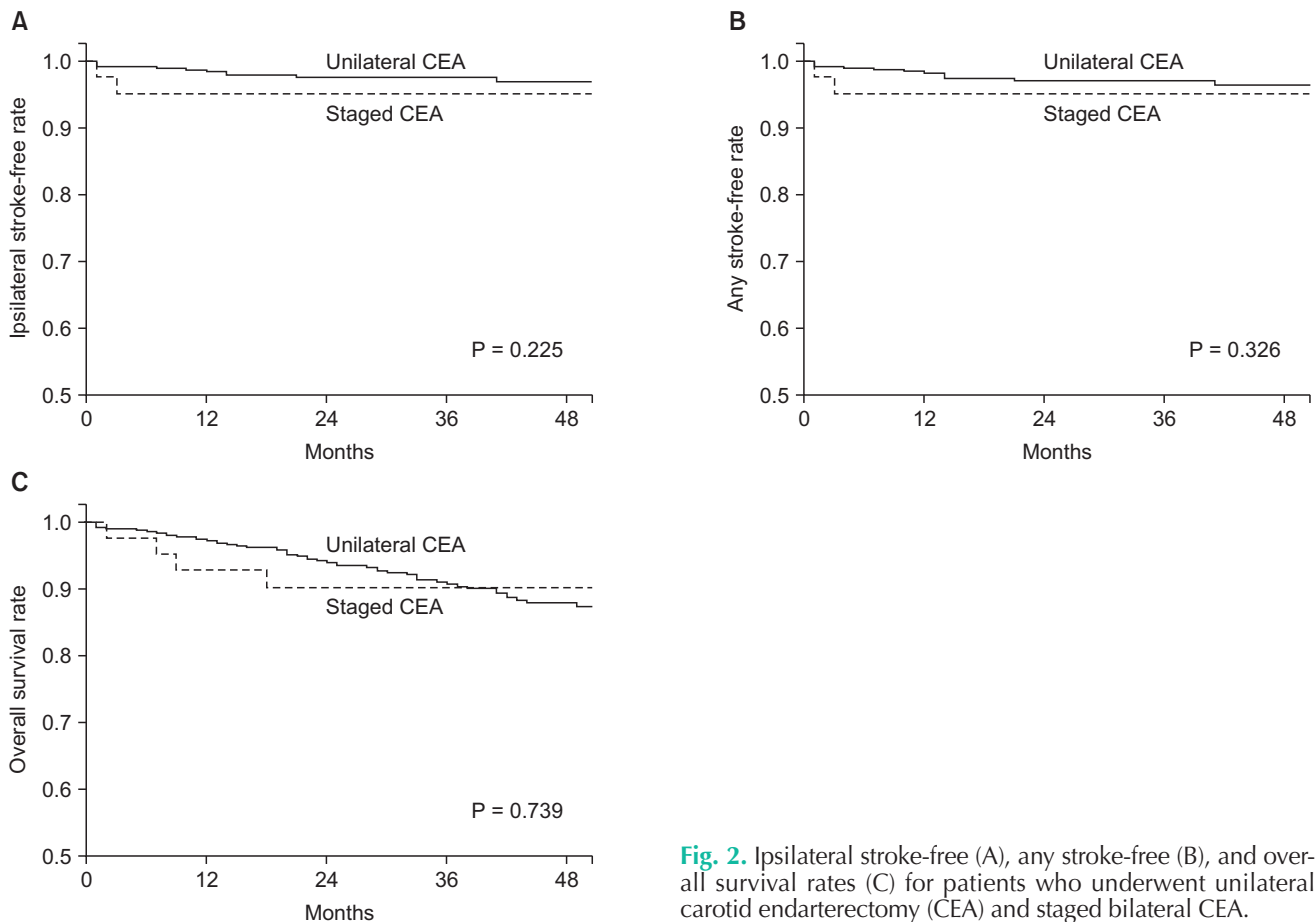 A
Ipsilateral stroke-free rate
1.0
0.9
0.8
0.7
0.6
0.5
Unilateral CEA
Staged CEA
P = 0.225
0 12 24 36 48
Months
B
Any stroke-free rate
1.0
0.9
0.8
0.7
0.6
0.5
Unilateral CEA
Staged CEA
P = 0.326
0 12 24 36 48
Months
C
Overall survival rate
1.0
0.9
0.8
0.7
0.6
0.5
Unilateral CEA
Staged CEA
P = 0.739
0 12 24 36 48
Months
Fig. 2. Ipsilateral stroke-free (A), any stroke-free (B), and over-
all survival rates (C) for patients who underwent unilateral
carotid endarterectomy (CEA) and staged bilateral CEA.